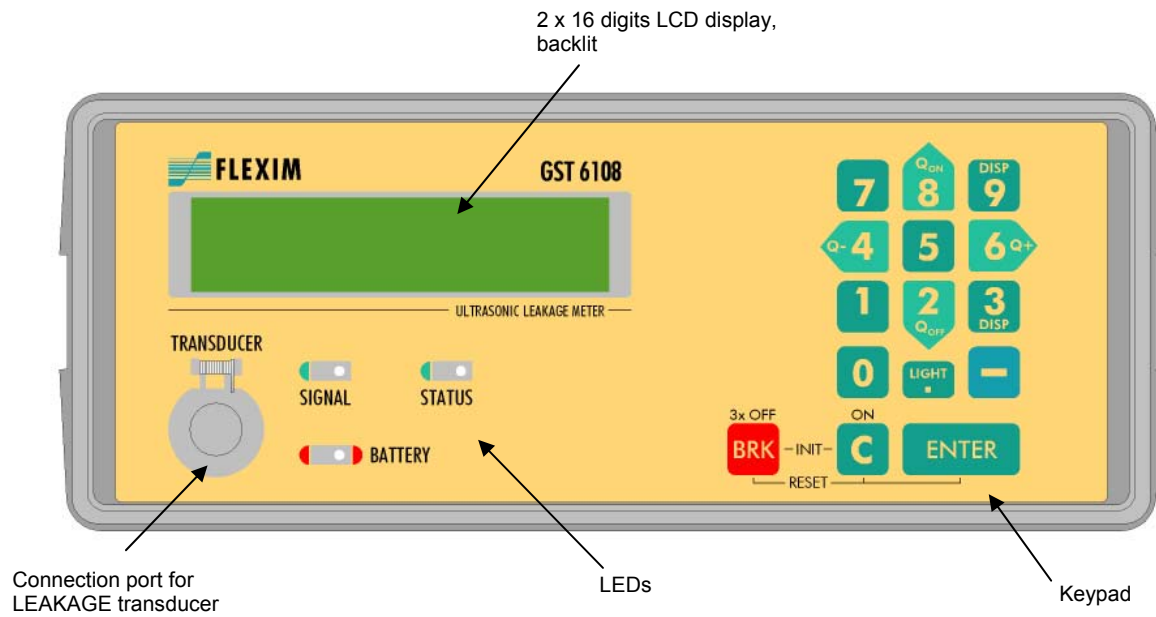 2 x 16 digits LCD display,
backlit
FLEXIM
GST 6108
ULTRASONIC LEAKAGE METER
TRANSDUCER
SIGNAL
STATUS
BATTERY
7
QON
8
DISP
9
Q- 4
5
6 Q+
1
2
QOFF
3
DISP
0
LIGHT
.
–
3x OFF
ON
BRK
–INIT–
C
ENTER
RESET
Connection port for
LEAKAGE transducer
LEDs
Keypad